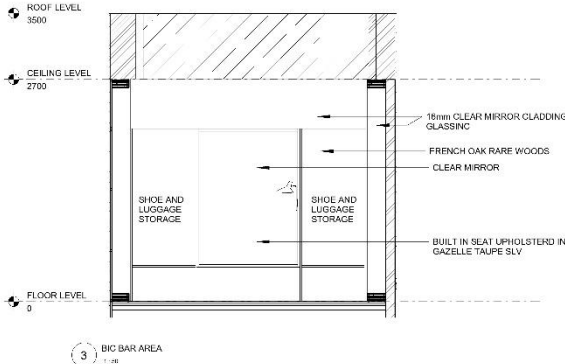 ROOF LEVEL
3500
CEILING LEVEL
2700
16mm CLEAR MIRROR CLADDING
GLASSINC
FRENCH OAK RARE WOODS
CLEAR MIRROR
SHOE AND
LUGGAGE
STORAGE
SHOE AND
LUGGAGE
STORAGE
BUILT IN SEAT UPHOLSTERD IN
GAZELLE TAUPE SLV
FLOOR LEVEL
0
3
BIC BAR AREA